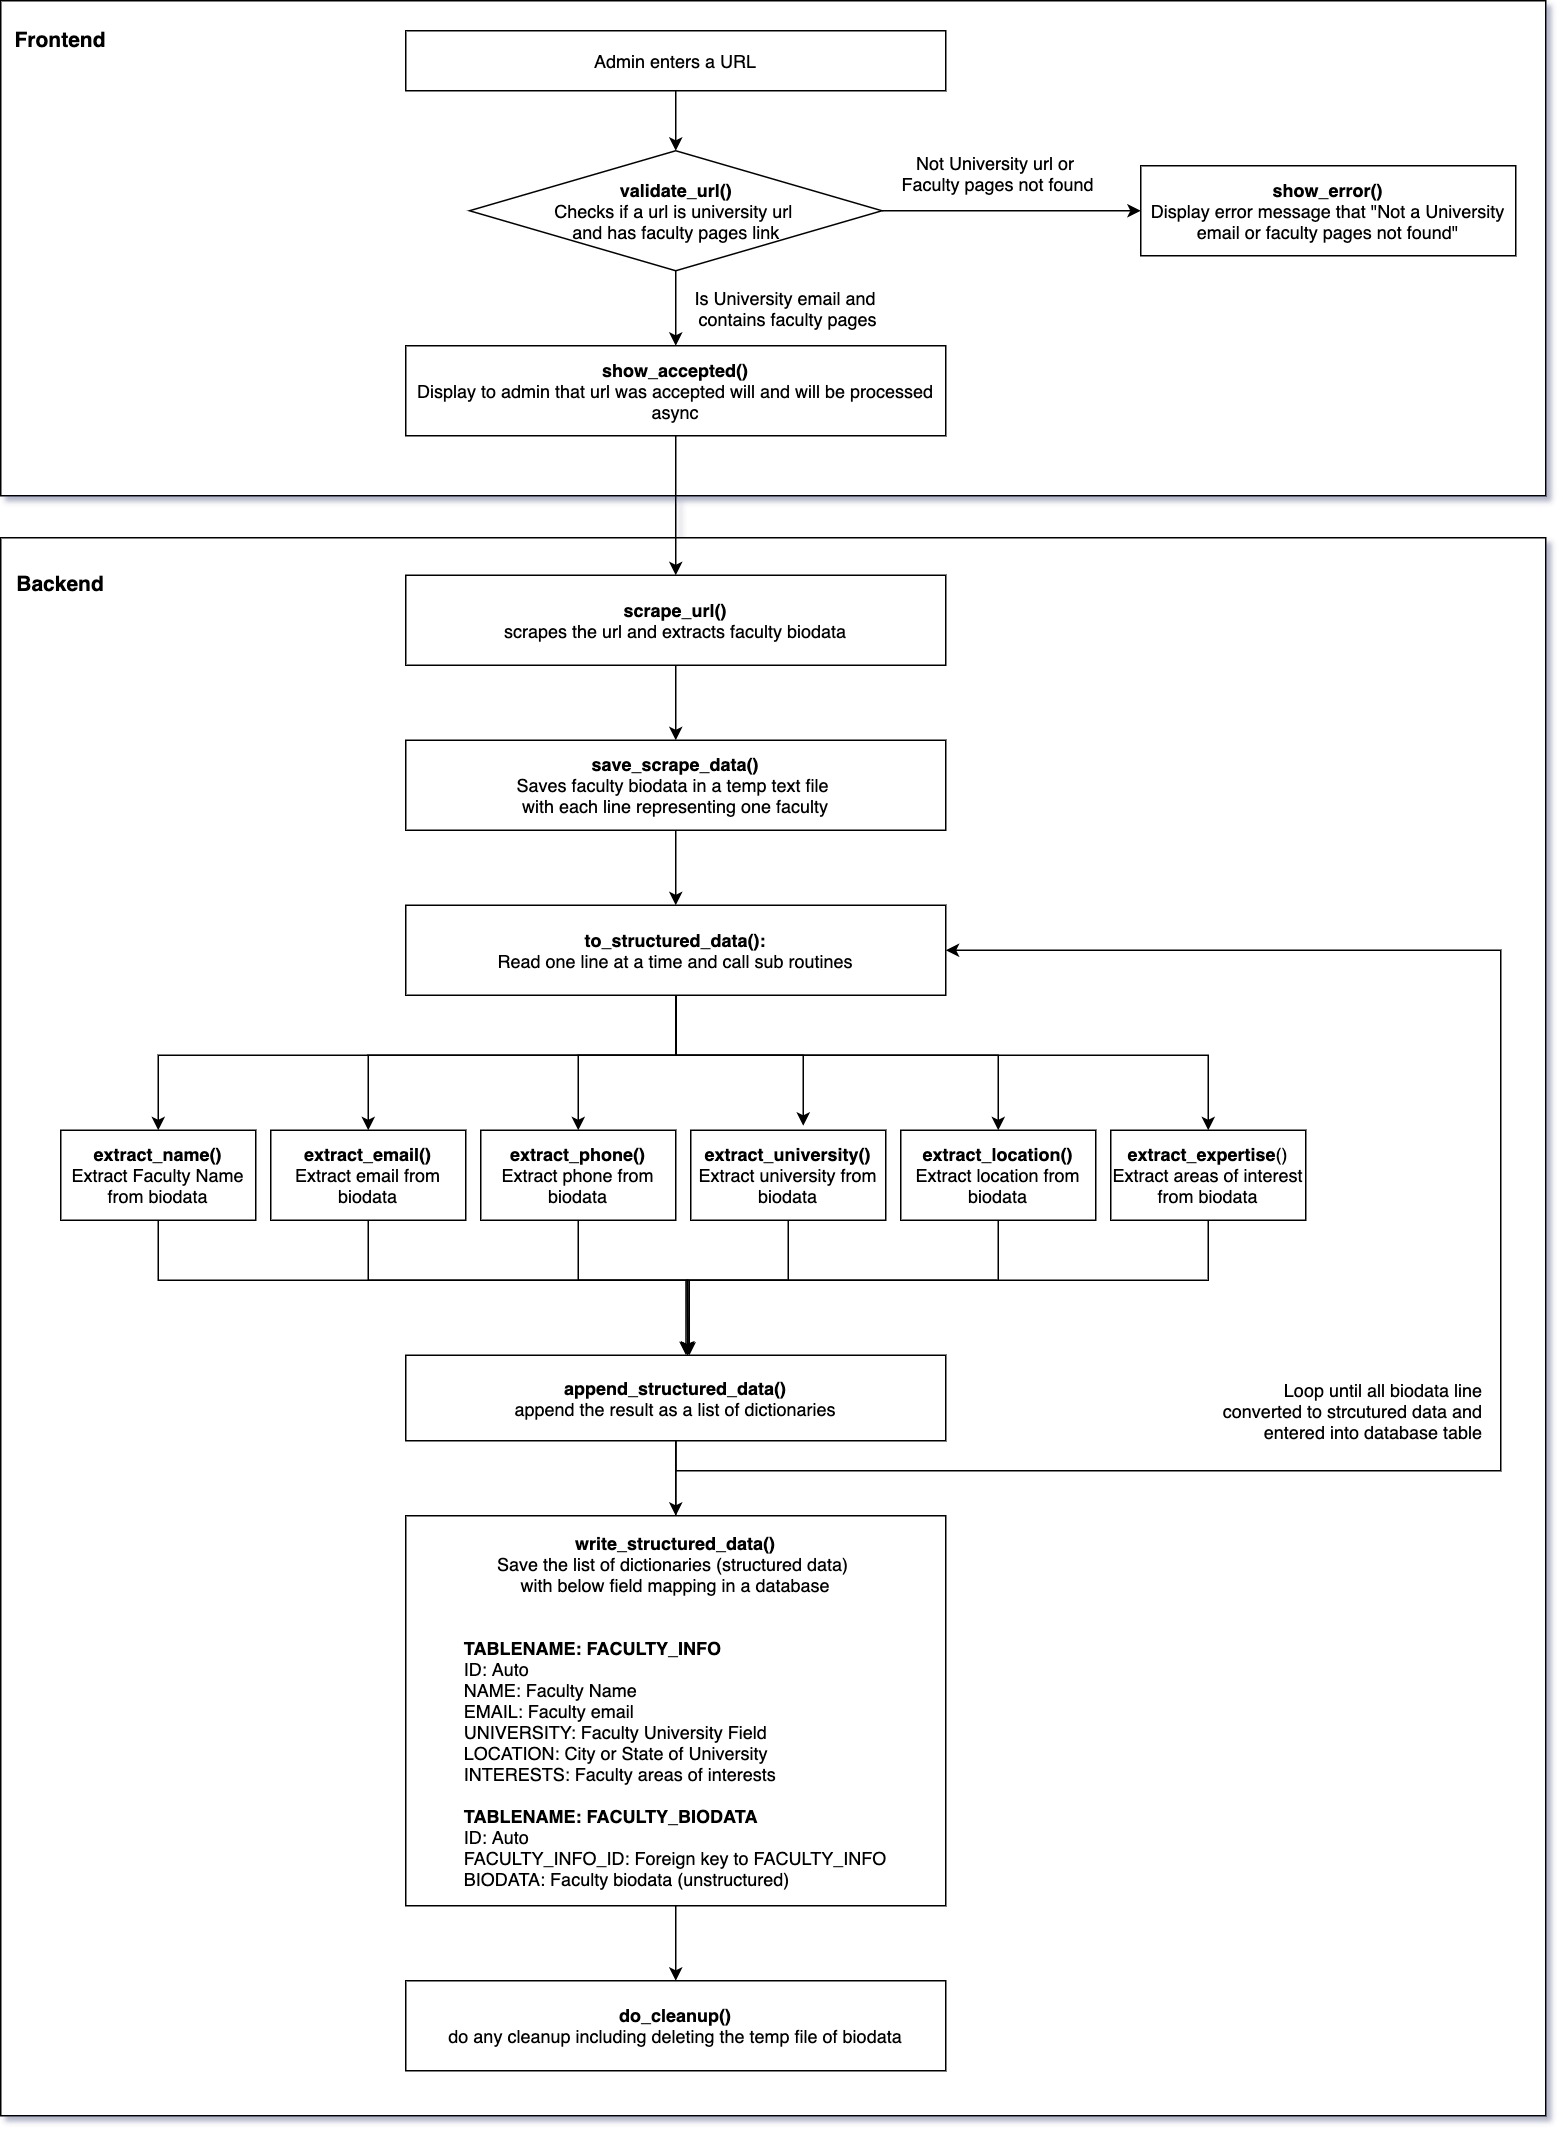 Frontend
Admin enters a URL
validate_url()
Checks if a url is university url
and has faculty pages link
Not University url or
Faculty pages not found
show_error()
Display error message that "Not a University
email or faculty pages not found"
Is University email and
contains faculty pages
show_accepted()
Display to admin that url was accepted will and will be processed
async
Backend
scrape_url()
scrapes the url and extracts faculty biodata
save_scrape_data()
Saves faculty biodata in a temp text file
with each line representing one faculty
to_structured_data():
Read one line at a time and call sub routines
extract_name()
Extract Faculty Name
from biodata
extract_email()
Extract email from
biodata
extract_phone()
Extract phone from
biodata
extract_university()
Extract university from
biodata
extract_location()
Extract location from
biodata
extract_expertise()
Extract areas of interest
from biodata
append_structured_data()
append the result as a list of dictionaries
Loop until all biodata line
converted to strcutured data and
entered into database table
write_structured_data()
Save the list of dictionaries (structured data)
with below field mapping in a database
TABLENAME: FACULTY_INFO
ID: Auto
NAME: Faculty Name
EMAIL: Faculty email
UNIVERSITY: Faculty University Field
LOCATION: City or State of University
INTERESTS: Faculty areas of interests
TABLENAME: FACULTY_BIODATA
ID: Auto
FACULTY_INFO_ID: Foreign key to FACULTY_INFO
BIODATA: Faculty biodata (unstructured)
do_cleanup()
do any cleanup including deleting the temp file of biodata